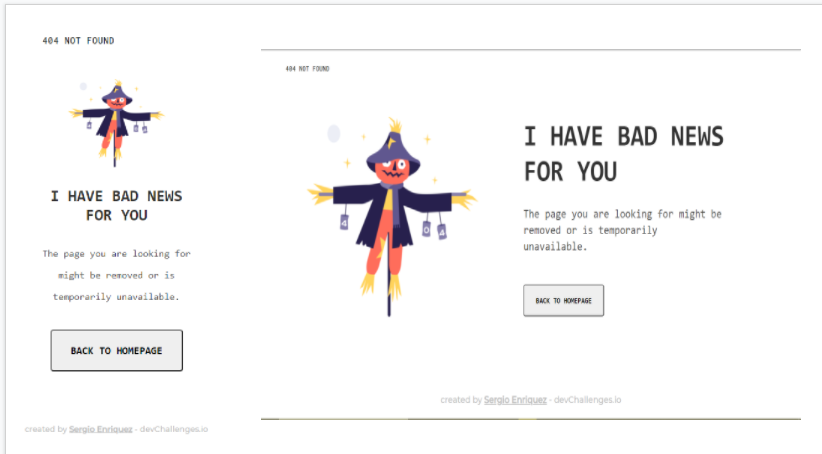 404 NOT FOUND
I HAVE BAD NEWS
FOR YOU
The page you are looking for
might be removed or is
temporarily unavailable.
BACK TO HOMEPAGE
created by Sergio Enriquez - devChallenges.io
404 NOT FOUND
4
0 4
I HAVE BAD NEWS
FOR YOU
The page you are looking for might be
removed or is temporarily
unavailable.
BACK TO HOMEPAGE
created by Sergio Enriquez - devChallenges.io